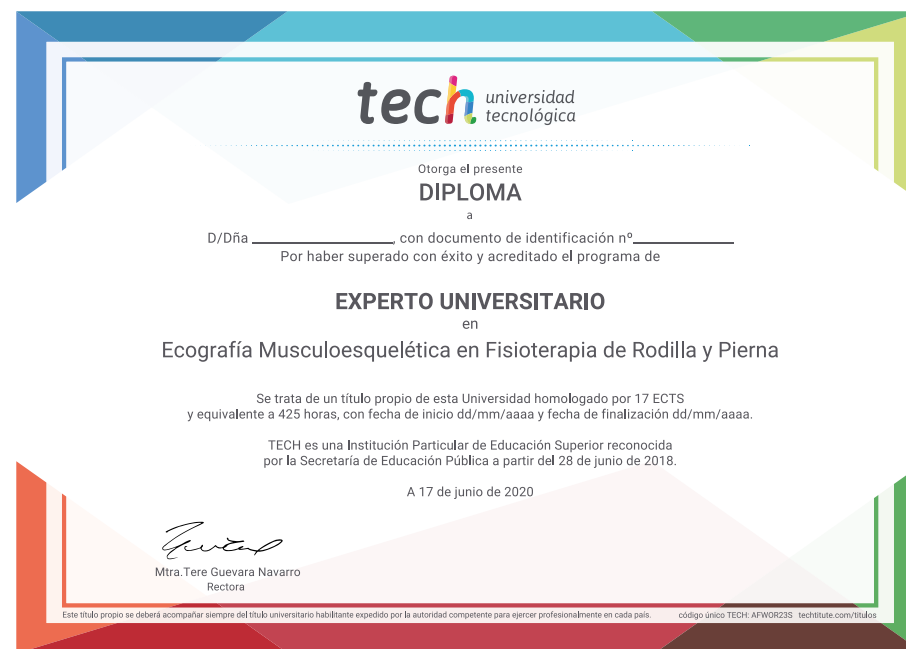 tech universidad
tecnológica
Otorga el presente
DIPLOMA
a
D/Dña ____________________, con documento de identificación nº______________
Por haber superado con éxito y acreditado el programa de
EXPERTO UNIVERSITARIO
en
Ecografía Musculoesquelética en Fisioterapia de Rodilla y Pierna
Se trata de un título propio de esta Universidad homologado por 17 ECTS
y equivalente a 425 horas, con fecha de inicio dd/mm/aaaa y fecha de finalización dd/mm/aaaa.
TECH es una Institución Particular de Educación Superior reconocida
por la Secretaría de Educación Pública a partir del 28 de junio de 2018.
A 17 de junio de 2020
Mtra.Tere Guevara Navarro
Rectora
Este título propio se deberá acompañar siempre del título universitario habilitante expedido por la autoridad competente para ejercer profesionalmente en cada país. código único TECH: AFWOR23S techtitute.com/titulos